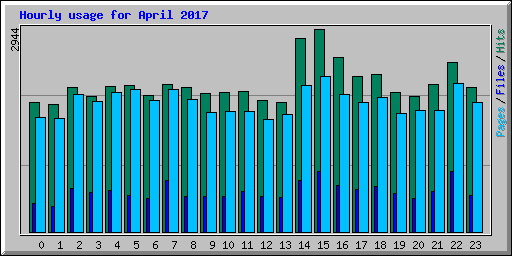 Hourly usage for April 2017
2944
Pages/Files/Hits
0 1 2 3 4 5 6 7 8 9 10 11 12 13 14 15 16 17 18 19 20 21 22 23